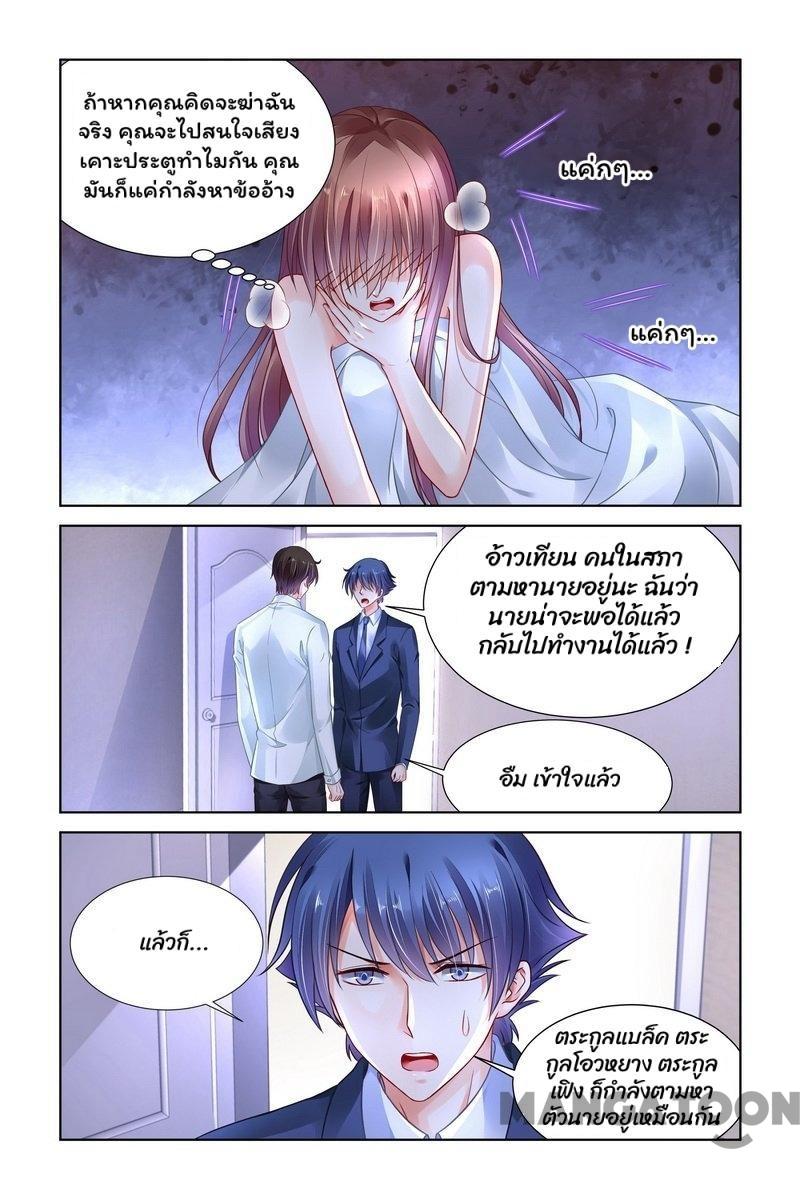 ถ้าหากคุณคิดจะฆ่าฉัน
จริง คุณจะไปสนใจเสียง
เคาะประตูทำไมกัน คุณ
มันก็แค่กำลังหาข้ออ้าง
แค่กๆ...
แค่กๆ...
อ้าวเทียน คนในสภา
ตามหานายอยู่นะ ฉันว่า
นายน่าจะพอได้แล้ว
กลับไปทำงานได้แล้ว !
อืม เข้าใจแล้ว
แล้วก็...
ตระกูลแบล็ค ตระ
กูลโอวหยาง ตระกูล
เฟิง ก็กำลังตามหา
ตัวนายอยู่เหมือนกัน
MANGATOON